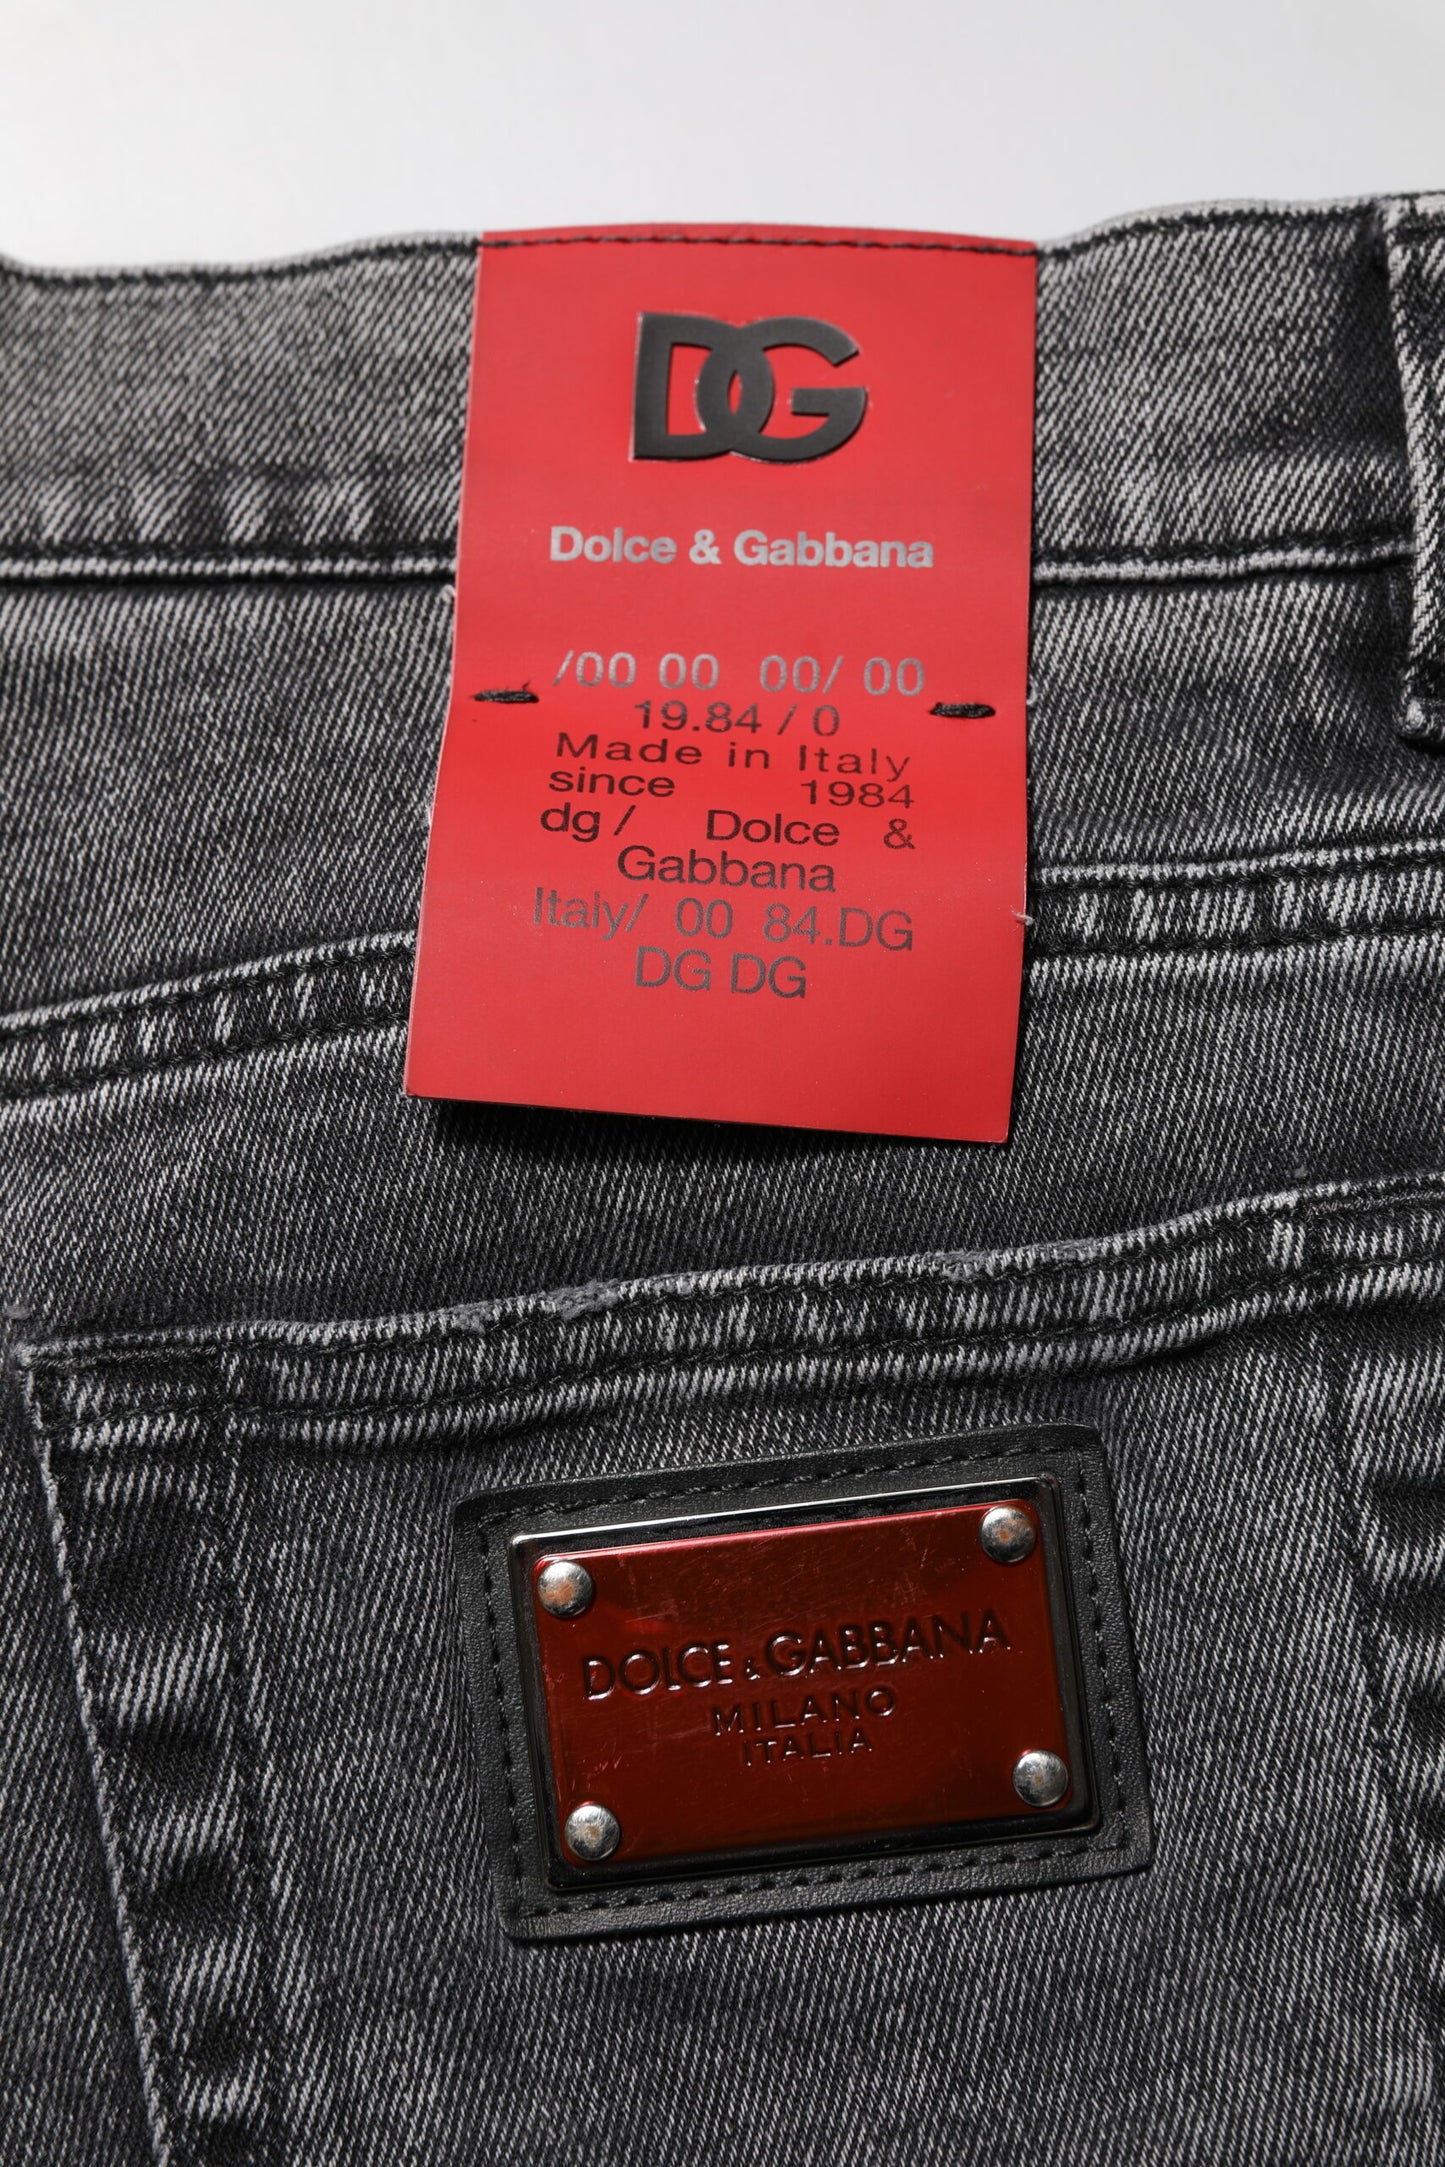 DG
Dolce & Gabbana
/00 00 00/ 00
19.84 / 0
Made in Italy
since 1984
dg / Dolce &
Gabbana
Italy/ 00 84.DG
DG DG
DOLCE & GABBANA
MILANO
ITALIA